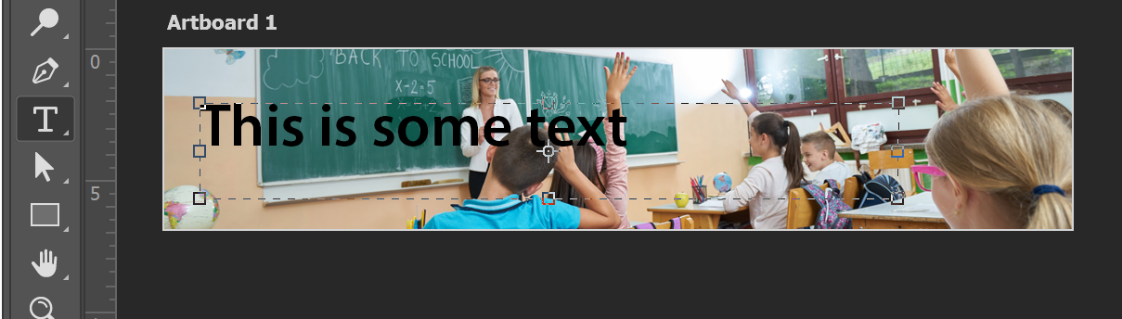 Artboard 1
0
BACK TO SCHOOL
X-2=5
This is some text
5